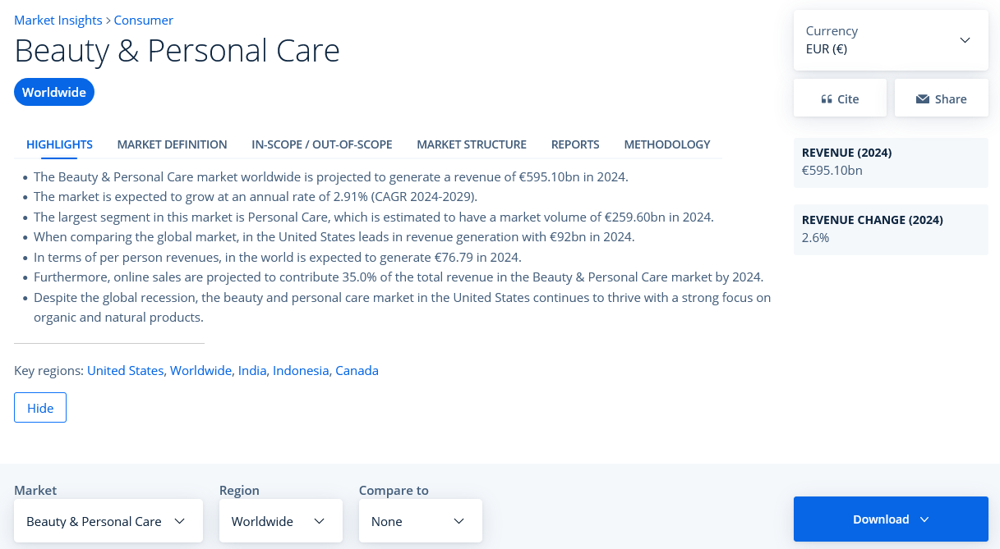 Market Insights > Consumer
Beauty & Personal Care
Worldwide
HIGHLIGHTS MARKET DEFINITION IN-SCOPE / OUT-OF-SCOPE MARKET STRUCTURE REPORTS METHODOLOGY
• The Beauty & Personal Care market worldwide is projected to generate a revenue of €595.10bn in 2024.
• The market is expected to grow at an annual rate of 2.91% (CAGR 2024-2029).
• The largest segment in this market is Personal Care, which is estimated to have a market volume of €259.60bn in 2024.
• When comparing the global market, in the United States leads in revenue generation with €92bn in 2024.
• In terms of per person revenues, in the world is expected to generate €76.79 in 2024.
• Furthermore, online sales are projected to contribute 35.0% of the total revenue in the Beauty & Personal Care market by 2024.
• Despite the global recession, the beauty and personal care market in the United States continues to thrive with a strong focus on
organic and natural products.
Key regions: United States, Worldwide, India, Indonesia, Canada
Hide
Currency
EUR (€)
Cite Share
REVENUE (2024)
€595.10bn
REVENUE CHANGE (2024)
2.6%
Market Region Compare to
Beauty & Personal Care Worldwide None
Download